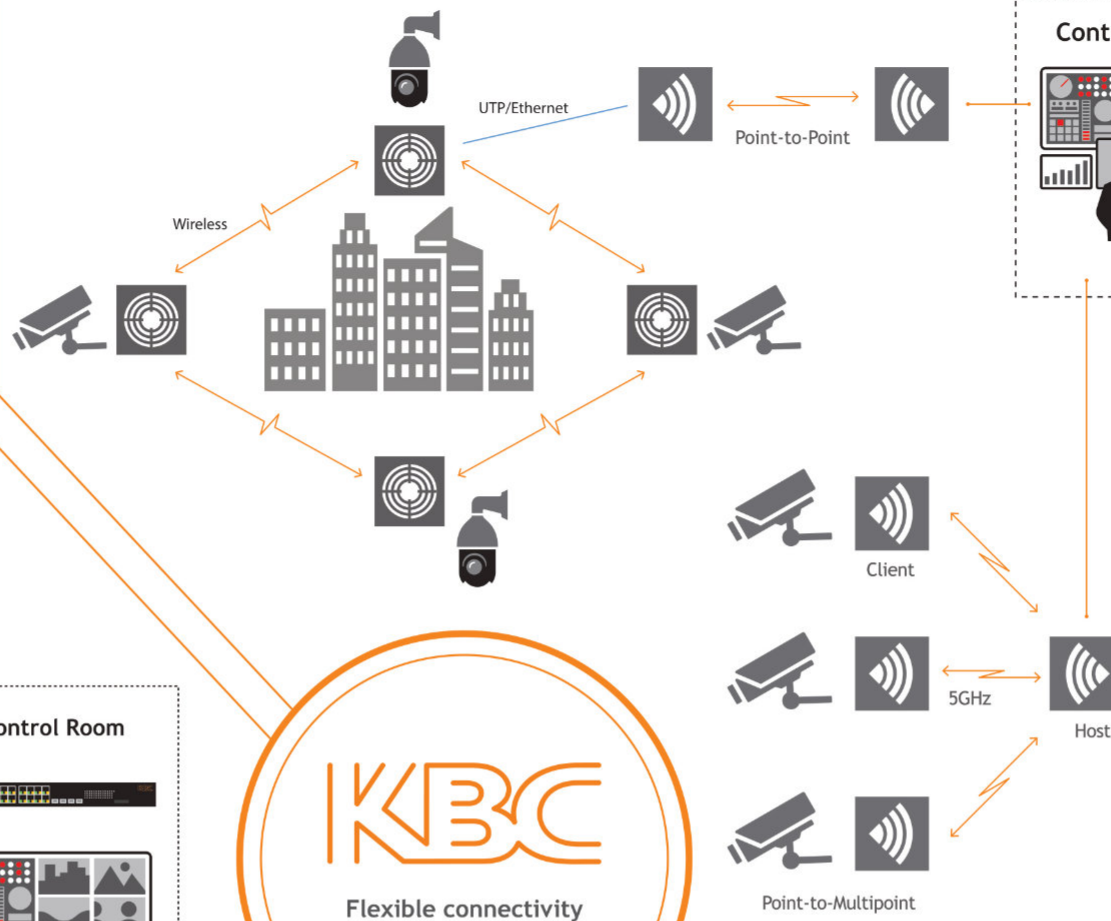 Cont
UTP/Ethernet
Point-to-Point
Wireless
Client
5GHz
Host
ontrol Room
KBC
Flexible connectivity
Point-to-Multipoint